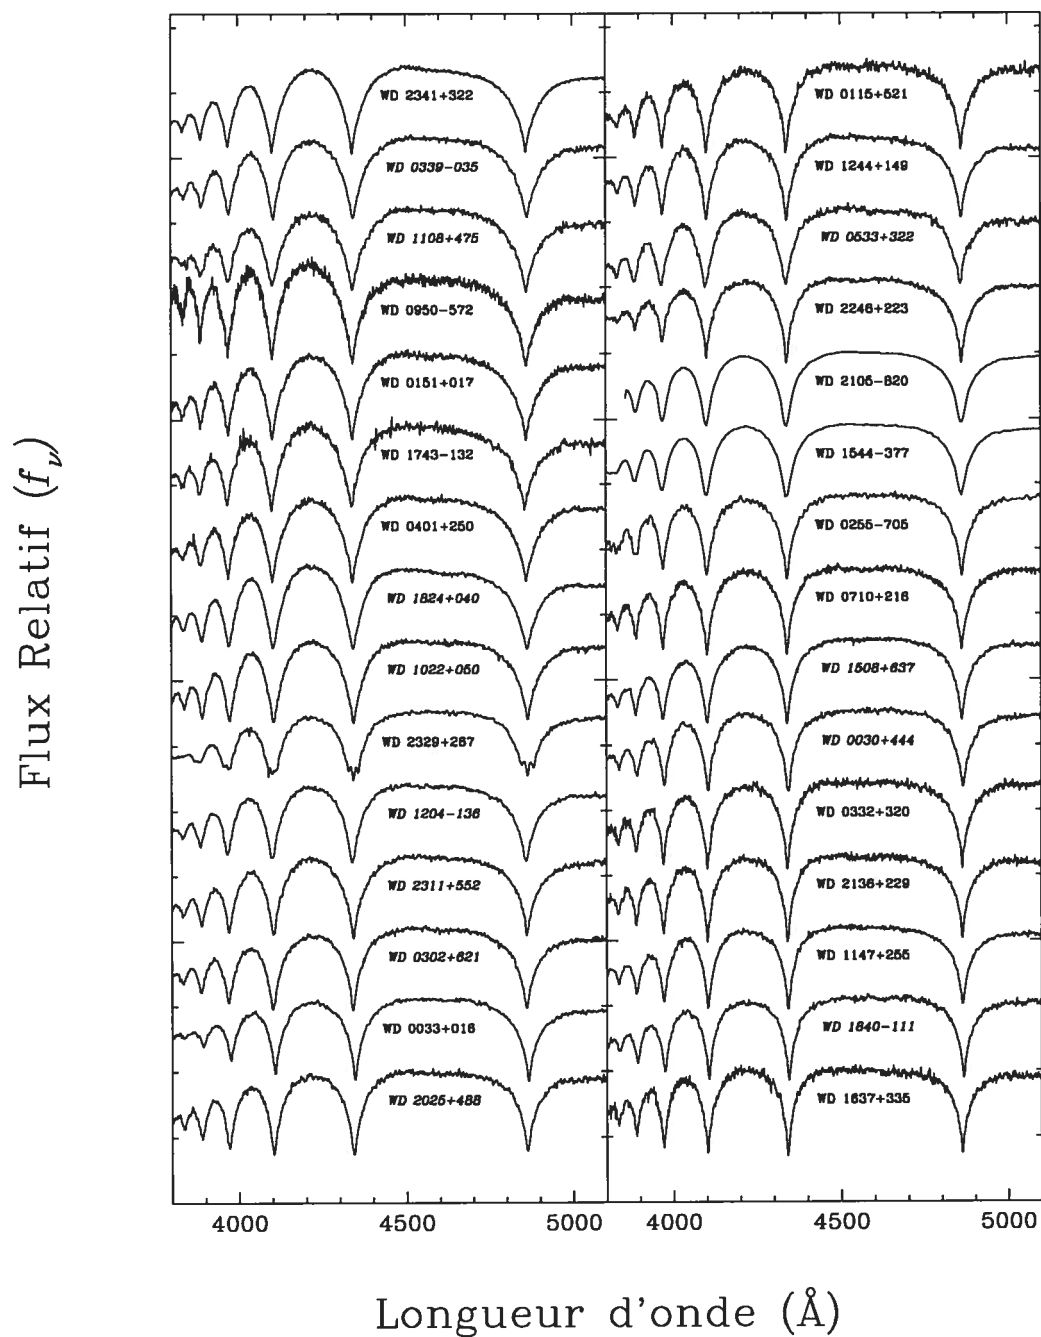 Flux Relatif (fν)
WD 2341+322
WD 0339−035
WD 1108+475
WD 0950−572
WD 0151+017
WD 1743−132
WD 0401+250
WD 1824+040
WD 1022+050
WD 2329+267
WD 1204−136
WD 2311+552
WD 0302+621
WD 0033+016
WD 2025+488
WD 0115+521
WD 1244+149
WD 0533+322
WD 2246+223
WD 2105−820
WD 1544−377
WD 0255−705
WD 0710+216
WD 1508+637
WD 0030+444
WD 0332+320
WD 2136+229
WD 1147+255
WD 1840−111
WD 1637+335
4000 4500 5000 4000 4500 5000
Longueur d'onde (Å)